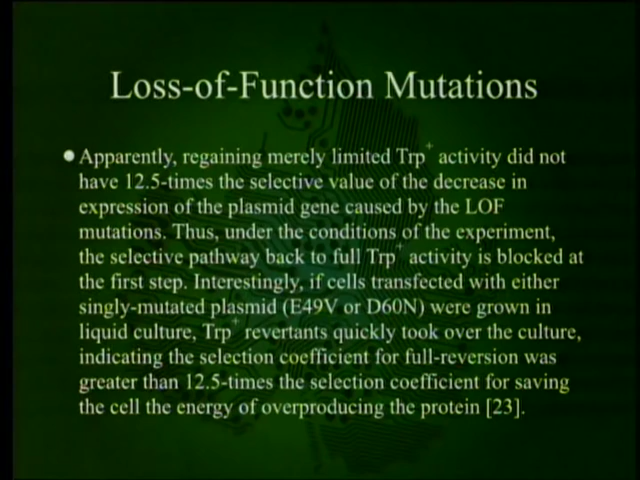 Loss-of-Function Mutations
Apparently, regaining merely limited Trp+ activity did not
have 12.5-times the selective value of the decrease in
expression of the plasmid gene caused by the LOF
mutations. Thus, under the conditions of the experiment,
the selective pathway back to full Trp+ activity is blocked at
the first step. Interestingly, if cells transfected with either
singly-mutated plasmid (E49V or D60N) were grown in
liquid culture, Trp+ revertants quickly took over the culture,
indicating the selection coefficient for full-reversion was
greater than 12.5-times the selection coefficient for saving
the cell the energy of overproducing the protein [23].